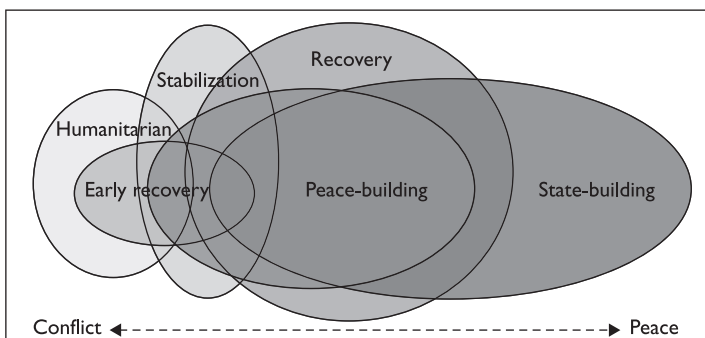 Recovery
Stabilization
Humanitarian
Early recovery
Peace-building
State-building
Conflict
Peace